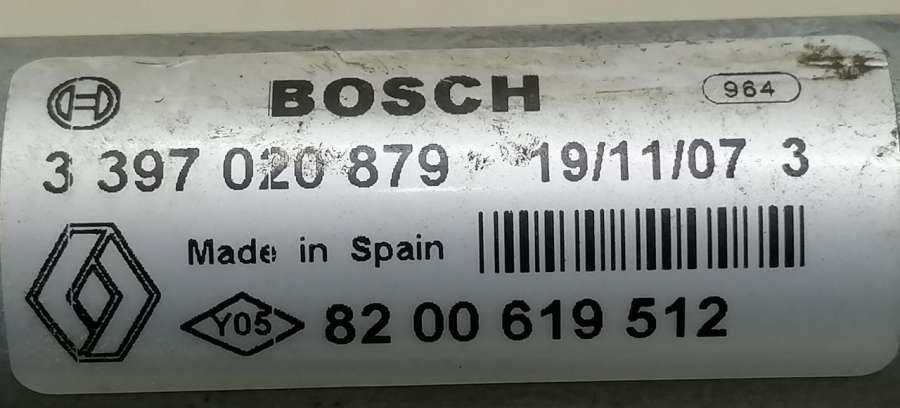 BOSCH 964
3 397 020 879 19/11/07 3
Made in Spain
Y05 82 00 619 512